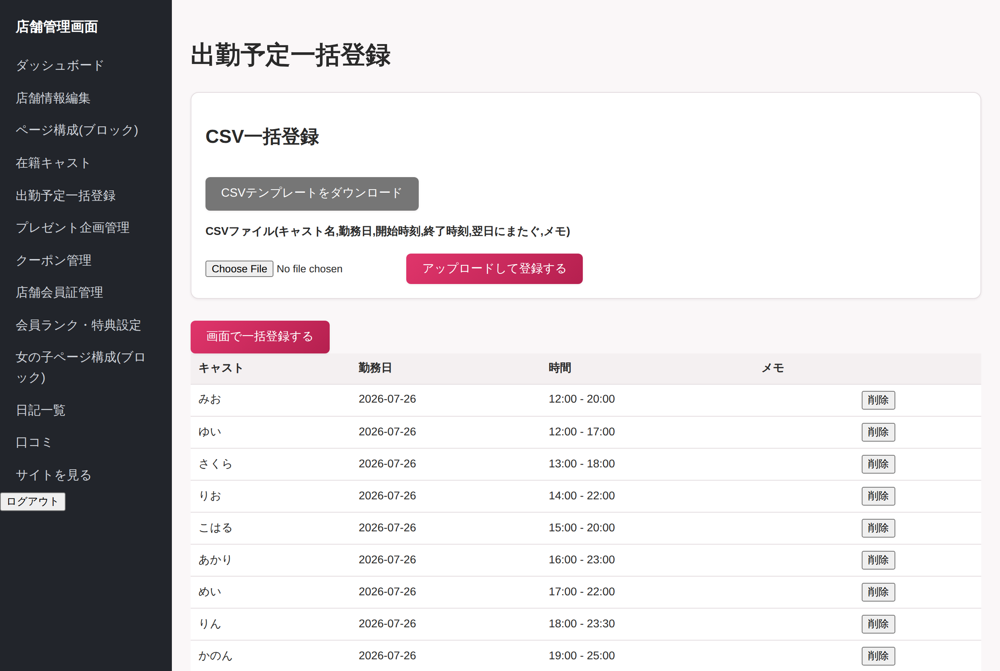 店舗管理画面
ダッシュボード
店舗情報編集
ページ構成(ブロック)
在籍キャスト
出勤予定一括登録
プレゼント企画管理
クーポン管理
店舗会員証管理
会員ランク・特典設定
女の子ページ構成(ブロ
ック)
日記一覧
口コミ
サイトを見る
ログアウト
出勤予定一括登録
CSV一括登録
CSVテンプレートをダウンロード
CSVファイル(キャスト名,勤務日,開始時刻,終了時刻,翌日にまたぐ,メモ)
Choose File No file chosen アップロードして登録する
画面で一括登録する
キャスト 勤務日 時間 メモ
みお 2026-07-26 12:00 - 20:00 削除
ゆい 2026-07-26 12:00 - 17:00 削除
さくら 2026-07-26 13:00 - 18:00 削除
りお 2026-07-26 14:00 - 22:00 削除
こはる 2026-07-26 15:00 - 20:00 削除
あかり 2026-07-26 16:00 - 23:00 削除
めい 2026-07-26 17:00 - 22:00 削除
りん 2026-07-26 18:00 - 23:30 削除
かのん 2026-07-26 19:00 - 25:00 削除